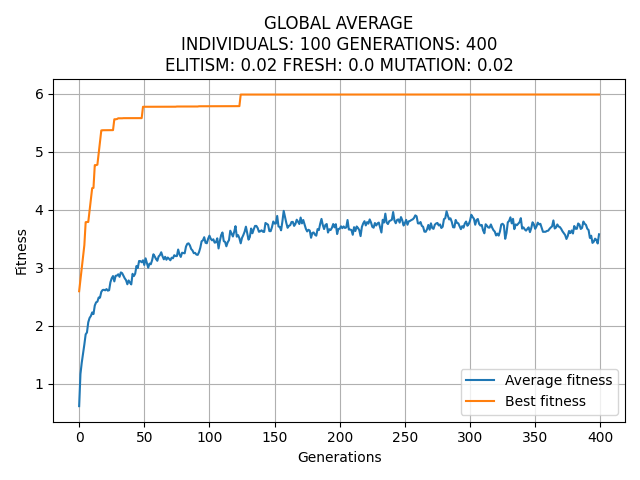 GLOBAL AVERAGE
INDIVIDUALS: 100 GENERATIONS: 400
ELITISM: 0.02 FRESH: 0.0 MUTATION: 0.02
6
5
4
3
2
1
Fitness
Average fitness
Best fitness
0 50 100 150 200 250 300 350 400
Generations